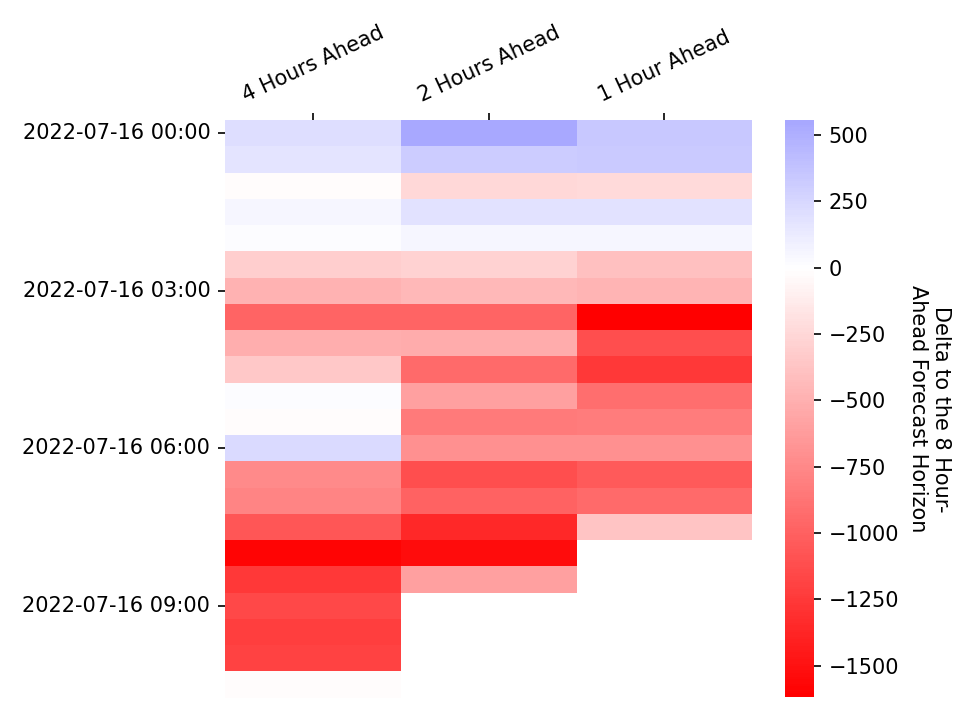 4 Hours Ahead
2 Hours Ahead
1 Hour Ahead
2022-07-16 00:00
2022-07-16 03:00
2022-07-16 06:00
2022-07-16 09:00
500
250
0
−250
−500
−750
−1000
−1250
−1500
Delta to the 8 Hour-
Ahead Forecast Horizon